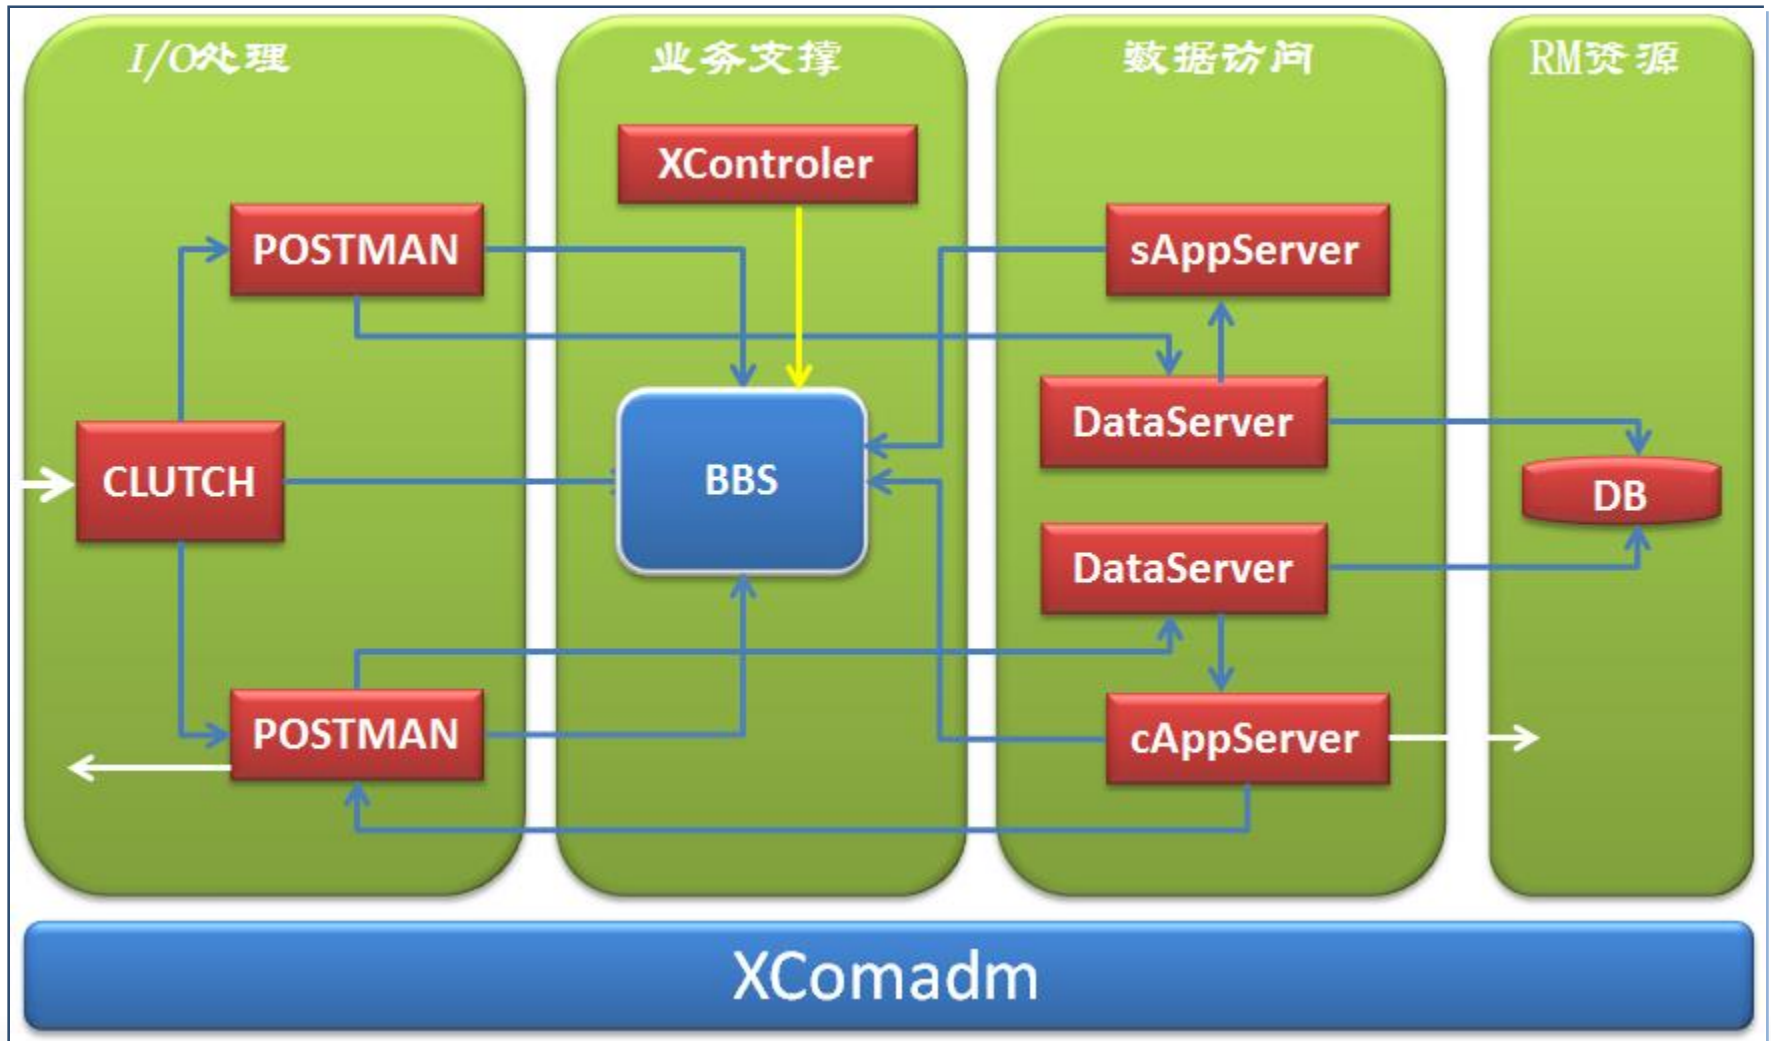 I/O处理
业务支撑
数据访问
RM资源
XControler
POSTMAN
sAppServer
DataServer
CLUTCH
BBS
DB
DataServer
POSTMAN
cAppServer
XComadm